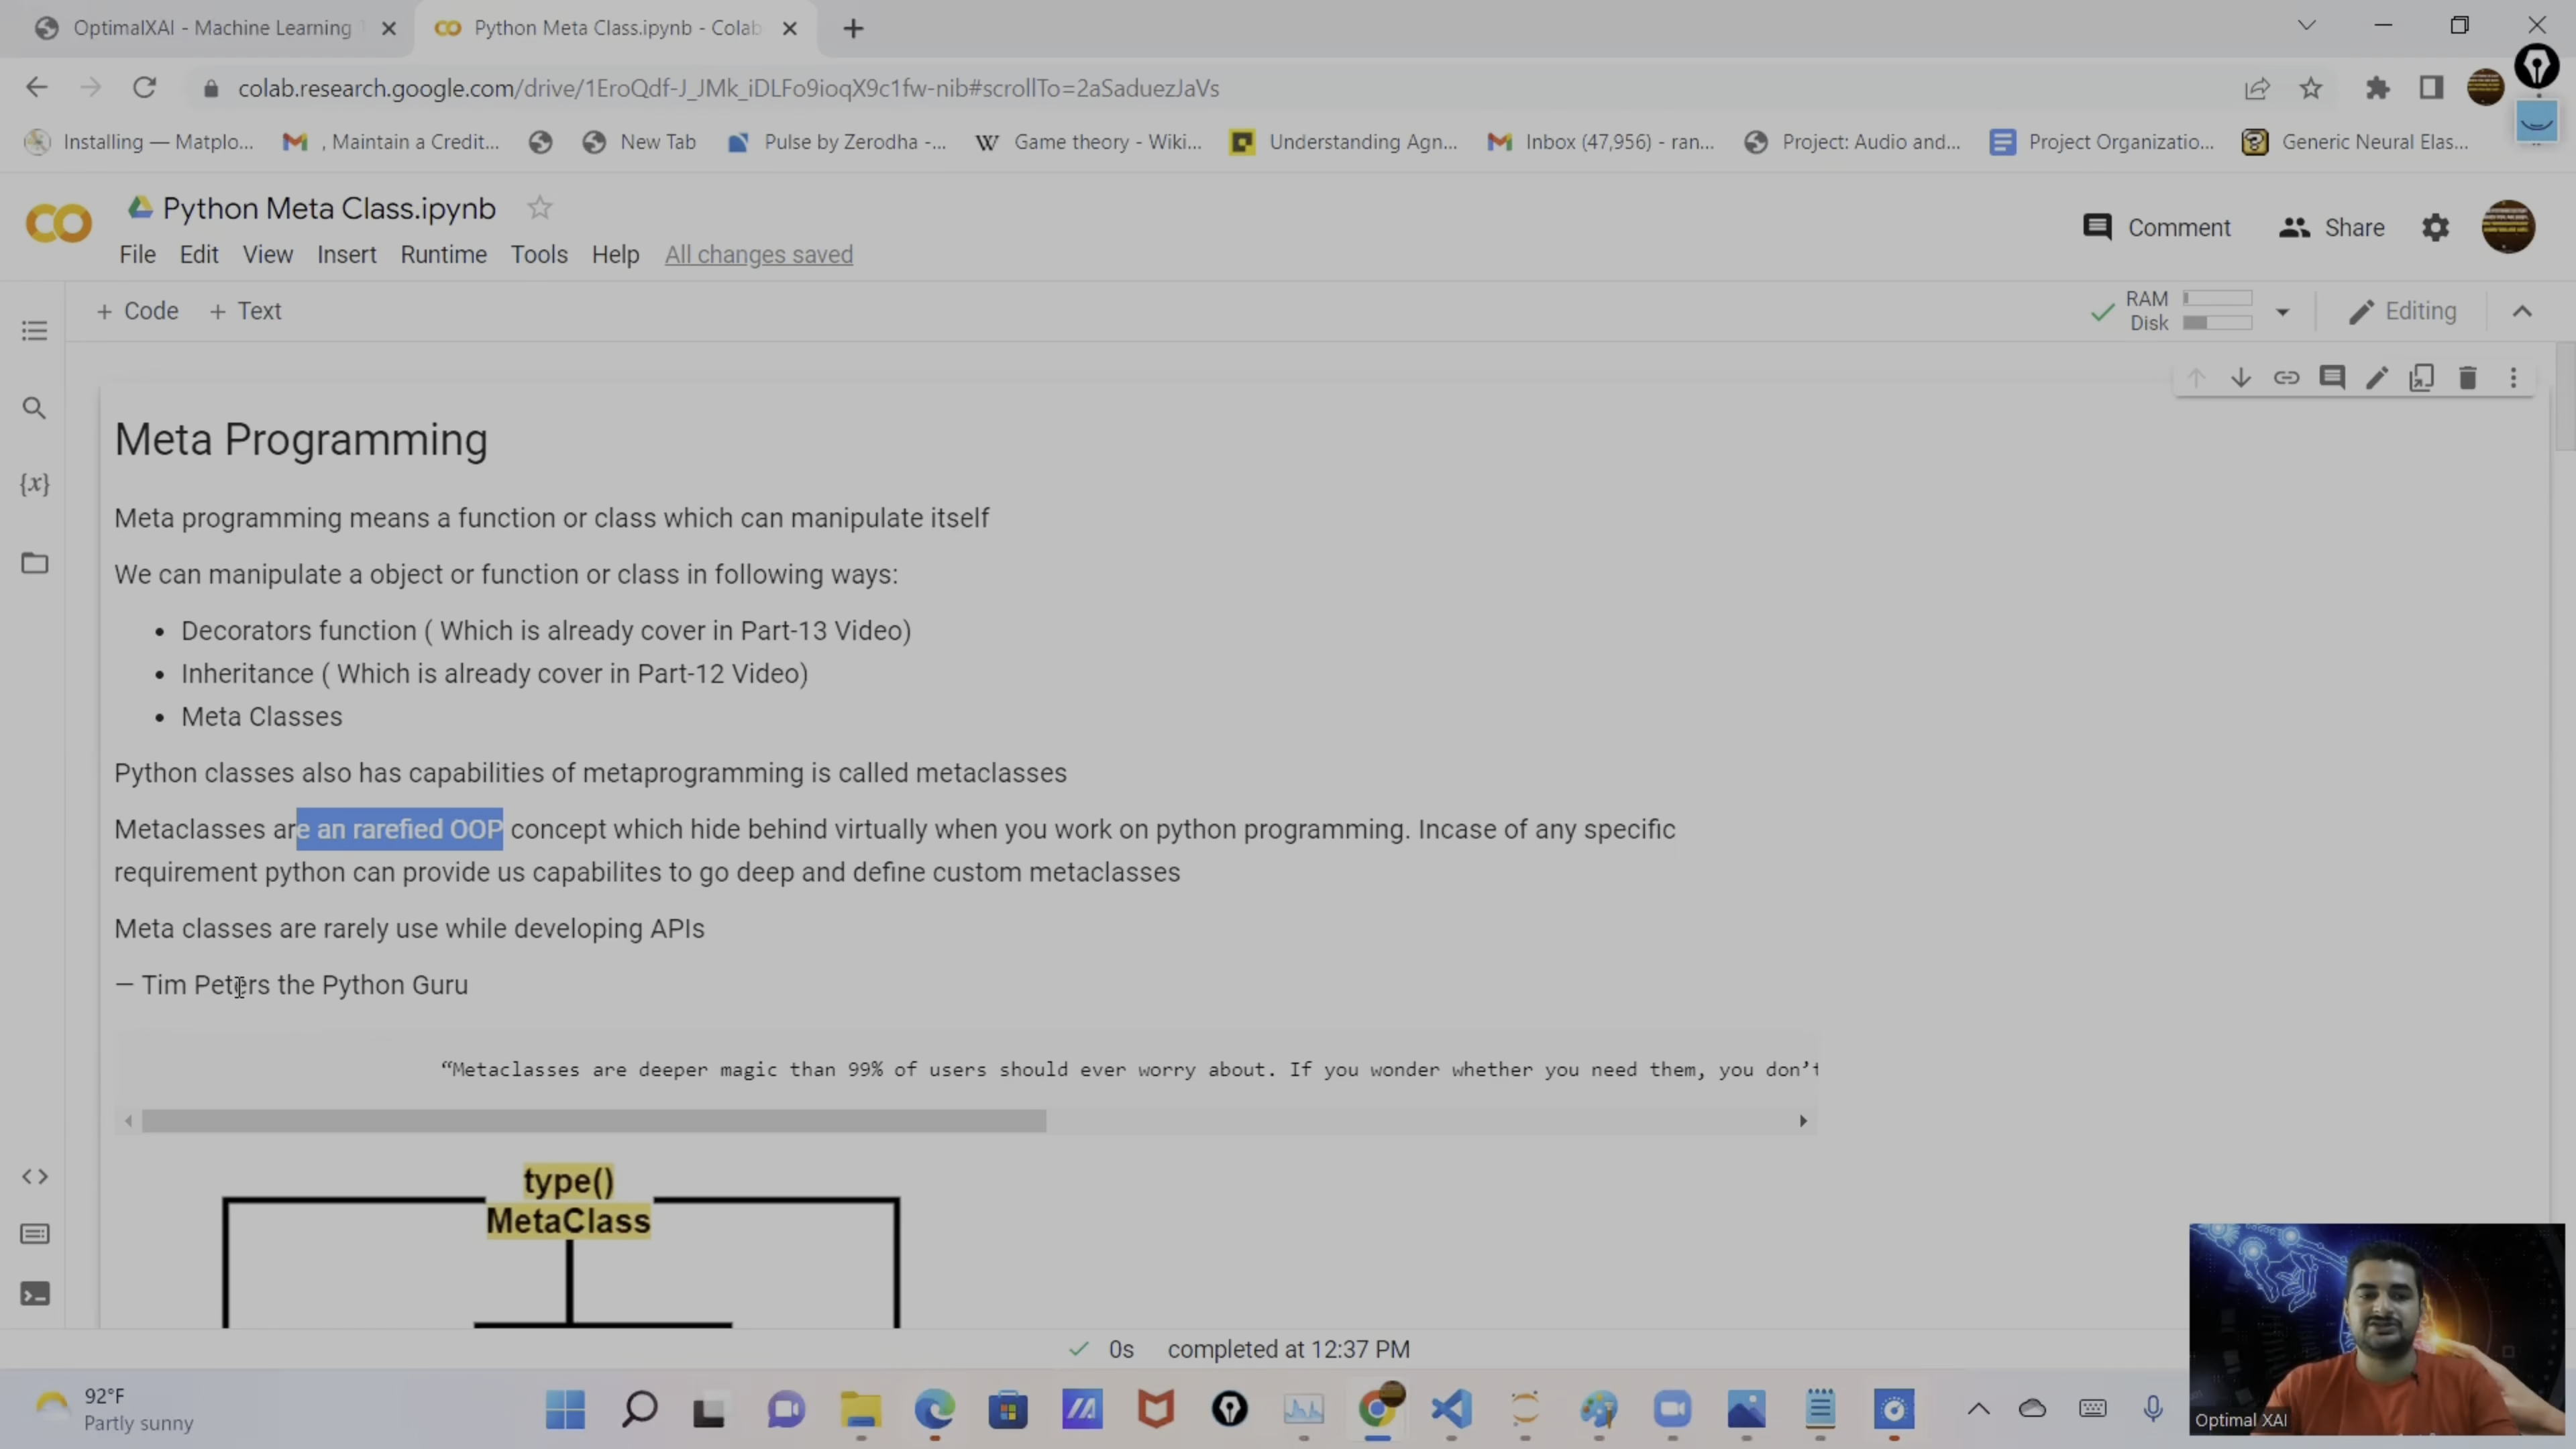 OptimalXAI - Machine Learning
Python Meta Class.ipynb - Colab
colab.research.google.com/drive/1EroQdf-J_JMk_iDLFo9ioqX9c1fw-nib#scrollTo=2aSaduezJaVs
Installing — Matplo...
, Maintain a Credit...
New Tab
Pulse by Zerodha -...
Game theory - Wiki...
Understanding Agn...
Inbox (47,956) - ran...
Project: Audio and...
Project Organizatio...
Generic Neural Elas...
Python Meta Class.ipynb
Comment
Share
File Edit View Insert Runtime Tools Help All changes saved
+ Code + Text
RAM
Disk
Editing
Meta Programming
Meta programming means a function or class which can manipulate itself
We can manipulate a object or function or class in following ways:
• Decorators function ( Which is already cover in Part-13 Video)
• Inheritance ( Which is already cover in Part-12 Video)
• Meta Classes
Python classes also has capabilities of metaprogramming is called metaclasses
Metaclasses are an rarefied OOP concept which hide behind virtually when you work on python programming. Incase of any specific
requirement python can provide us capabilites to go deep and define custom metaclasses
Meta classes are rarely use while developing APIs
— Tim Peters the Python Guru
“Metaclasses are deeper magic than 99% of users should ever worry about. If you wonder whether you need them, you don’t
type()
MetaClass
0s completed at 12:37 PM
92°F
Partly sunny
Optimal XAI